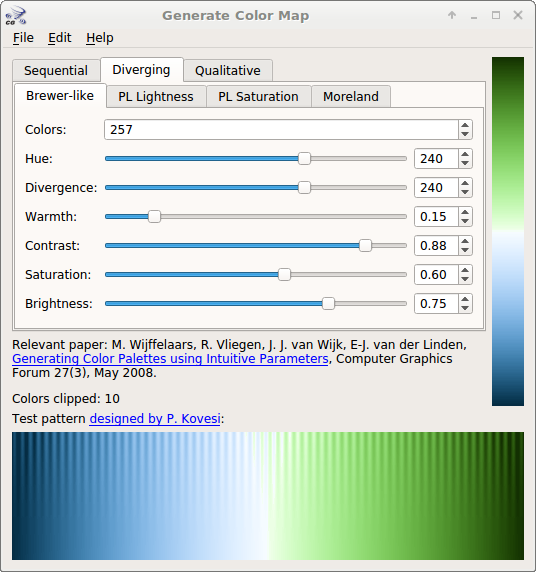 CG
Generate Color Map
File Edit Help
Sequential Diverging Qualitative
Brewer-like PL Lightness PL Saturation Moreland
Colors: 257
Hue: 240
Divergence: 240
Warmth: 0.15
Contrast: 0.88
Saturation: 0.60
Brightness: 0.75
Relevant paper: M. Wijffelaars, R. Vliegen, J. J. van Wijk, E-J. van der Linden,
Generating Color Palettes using Intuitive Parameters, Computer Graphics
Forum 27(3), May 2008.
Colors clipped: 10
Test pattern designed by P. Kovesi: